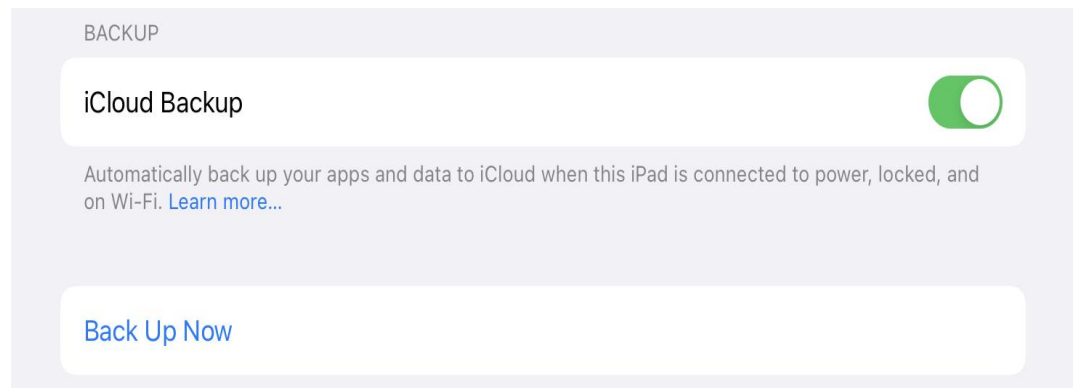 BACKUP
iCloud Backup
Automatically back up your apps and data to iCloud when this iPad is connected to power, locked, and
on Wi-Fi. Learn more...
Back Up Now